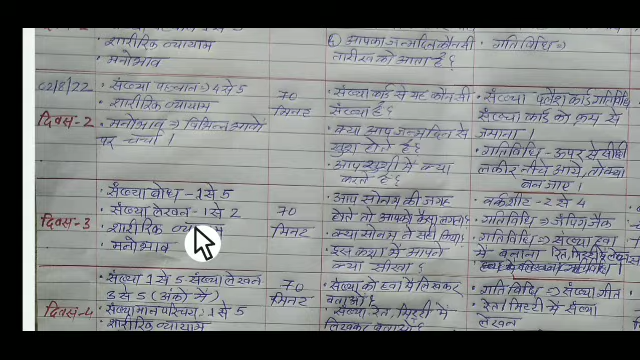 शारीरिक व्यायाम
मनोभाव
⑥ आपका जन्मदिन कौनसी
तारीख को आता है?
गतिविधि ⇒
02/8/22
दिवस-2
संख्या पहचान ⇒ 4 से 5
शारीरिक व्यायाम
मनोभाव ⇒ विभिन्न भावों
पर चर्चा ।
70
मिनट
संख्या कार्ड से यह कौनसी
संख्या है?
क्या आप जन्मदिन से
खुश होते है?
आप खुशी में क्या
करते है?
संख्या फ्लैश कार्ड गतिविधि
संख्या कार्ड को क्रम से
जमाना ।
गतिविधि - ऊपर से सीधी
लकीर नीचे आये, तो क्या
बन जाए ।
दिवस-3
संख्या बोध - 1 से 5
संख्या लेखन - 1 से 2
शारीरिक व्यायाम
मनोभाव
70
मिनट
आप सोनम की जगह
होते तो आपको कैसा लगता?
क्या सोनम ने सही किया?
इस कथा में आपने
क्या सीखा?
वर्कशीट - 2 से 4
गतिविधि ⇒ जंपिंग जैक
गतिविधि ⇒ संख्या हवा
में बनाना
दिवस-4
संख्या 1 से 5 संख्या लेखन
3 से 5 (अंको में)
संख्या मान परिचय ⇒ 1 से 5
शारीरिक व्यायाम
70
मिनट
संख्या को हवा में लिखकर
बताओ?
संख्या रेत, मिट्टी में
लिखकर बताओ?
गतिविधि ⇒ संख्या गीत
रेत। मिट्टी में संख्या
लेखन